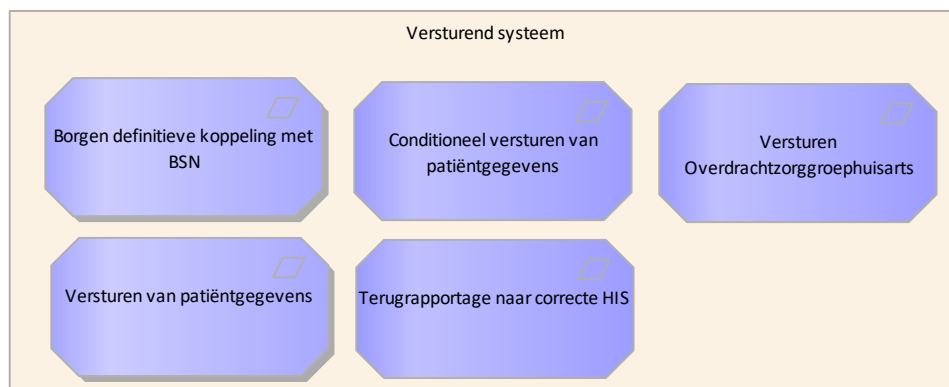 Versturend systeem
Borgen definitieve koppeling met
BSN
Conditioneel versturen van
patiëntgegevens
Versturen
Overdrachtzorggroephuisarts
Versturen van patiëntgegevens
Terugrapportage naar correcte HIS